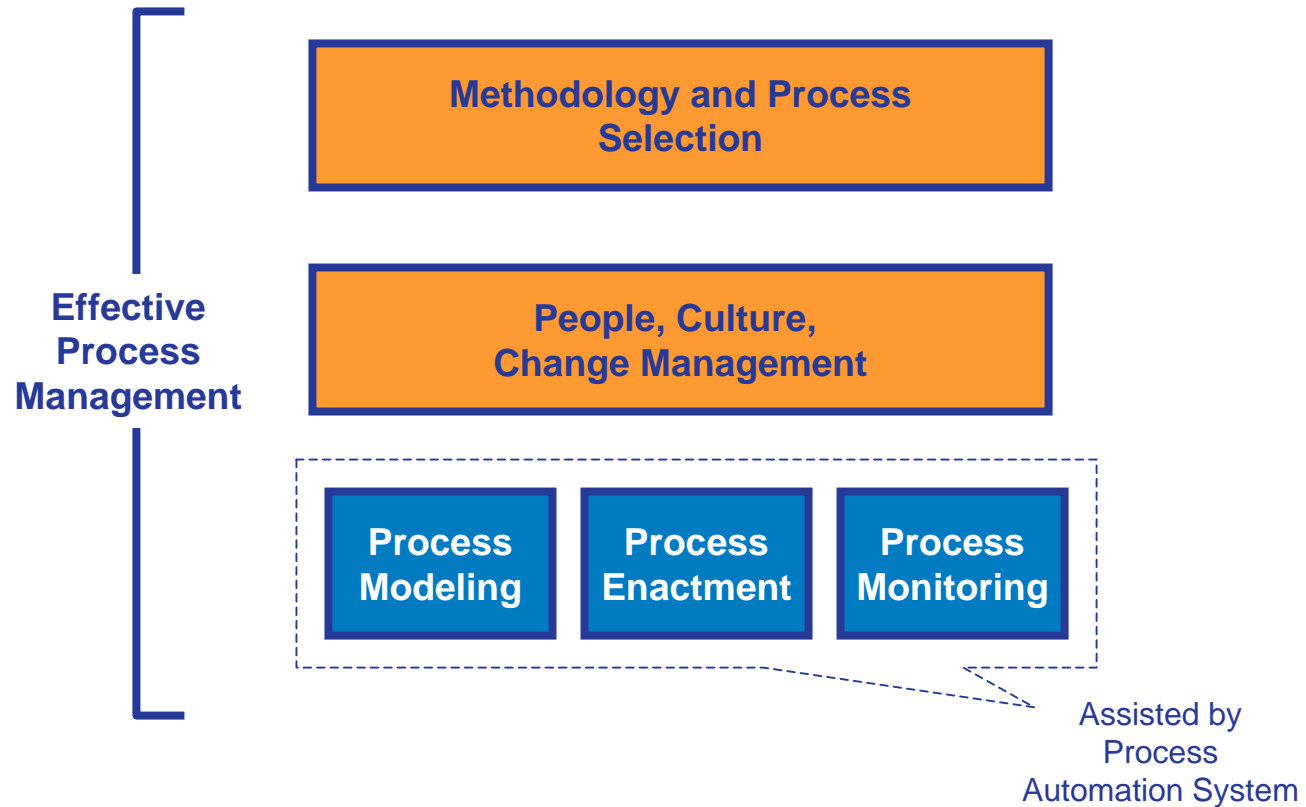 Methodology and Process
Selection
Effective
Process
Management
People, Culture,
Change Management
Process
Modeling
Process
Enactment
Process
Monitoring
Assisted by
Process
Automation System